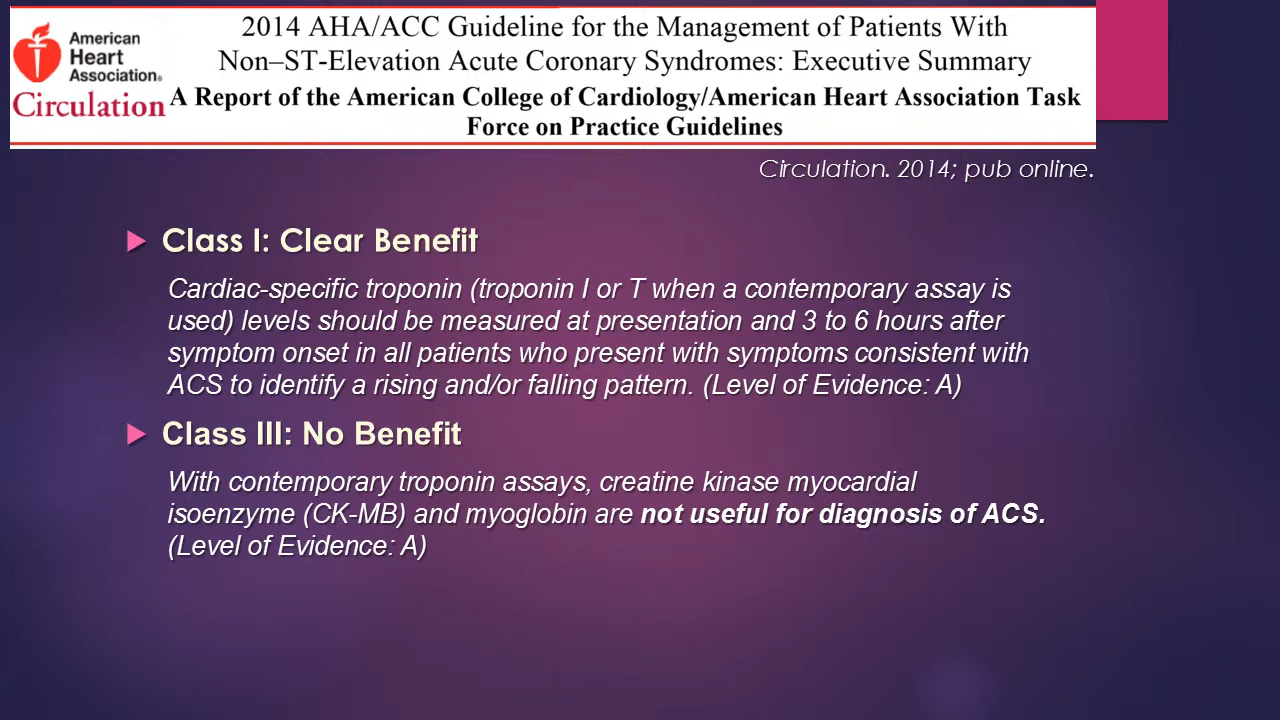 American
Heart
Association®
Circulation
2014 AHA/ACC Guideline for the Management of Patients With
Non–ST-Elevation Acute Coronary Syndromes: Executive Summary
A Report of the American College of Cardiology/American Heart Association Task
Force on Practice Guidelines
Circulation. 2014; pub online.
Class I: Clear Benefit
Cardiac-specific troponin (troponin I or T when a contemporary assay is
used) levels should be measured at presentation and 3 to 6 hours after
symptom onset in all patients who present with symptoms consistent with
ACS to identify a rising and/or falling pattern. (Level of Evidence: A)
Class III: No Benefit
With contemporary troponin assays, creatine kinase myocardial
isoenzyme (CK-MB) and myoglobin are not useful for diagnosis of ACS.
(Level of Evidence: A)